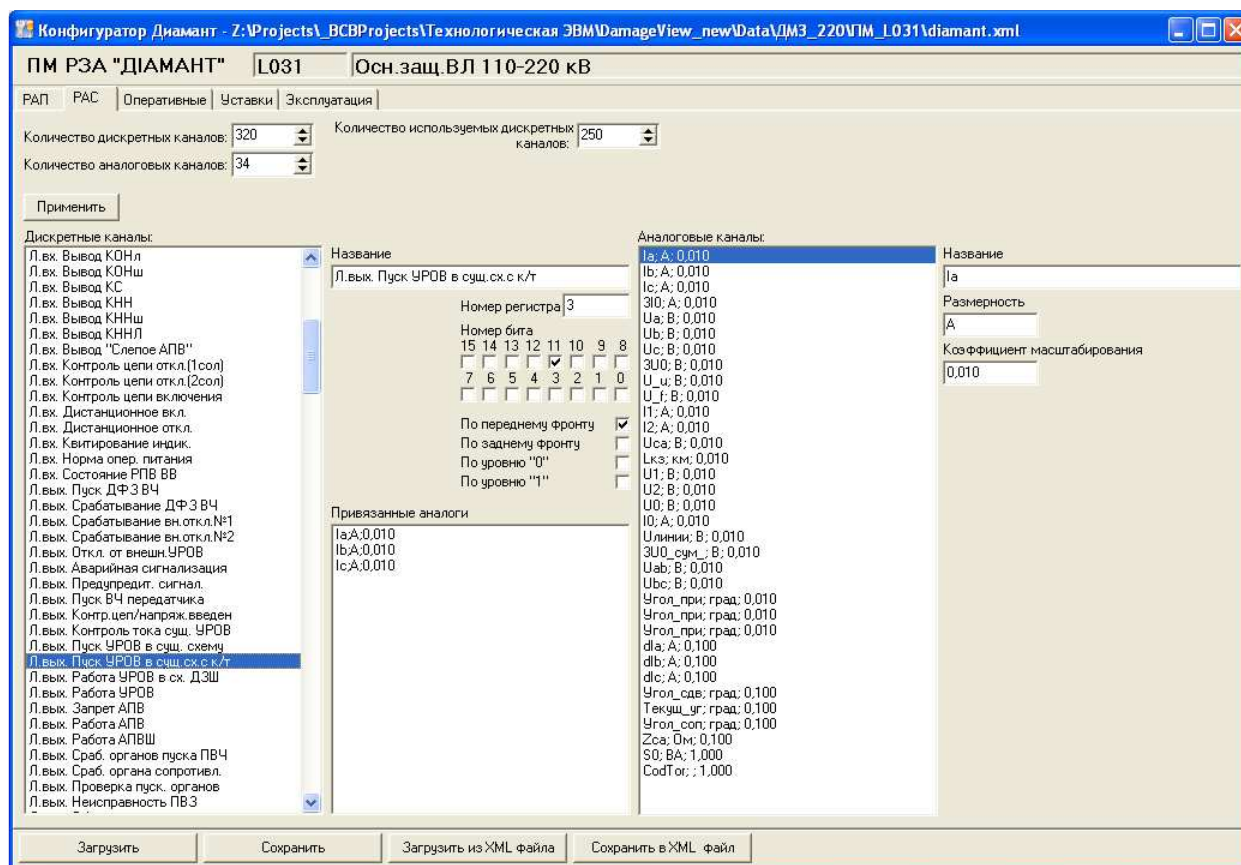 Конфигуратор Диамант - Z:\Projects\_BCBProjects\Технологическая ЭВМ\DamageView_new\Data\ДМЗ_220\ПМ_L031\diamant.xml
ПМ РЗА "ДІАМАНТ" L031 Осн.защ.ВЛ 110-220 кВ
РАП РАС Оперативные Уставки Эксплуатация
Количество дискретных каналов: 320
Количество используемых дискретных каналов: 250
Количество аналоговых каналов: 34
Применить
Дискретные каналы:
Л.вх. Вывод КОНл
Л.вх. Вывод КОНш
Л.вх. Вывод КС
Л.вх. Вывод КНН
Л.вх. Вывод КННш
Л.вх. Вывод КННЛ
Л.вх. Вывод "Слепое АПВ"
Л.вх. Контроль цепи откл.(1сол)
Л.вх. Контроль цепи откл.(2сол)
Л.вх. Контроль цепи включения
Л.вх. Дистанционное вкл.
Л.вх. Дистанционное откл.
Л.вх. Квитирование индик.
Л.вх. Норма опер. питания
Л.вх. Состояние РПВ ВВ
Л.вых. Пуск ДФЗ ВЧ
Л.вых. Срабатывание ДФЗ ВЧ
Л.вых. Срабатывание вн.откл.№1
Л.вых. Срабатывание вн.откл.№2
Л.вых. Откл. от внешн.УРОВ
Л.вых. Аварийная сигнализация
Л.вых. Предупредит. сигнал.
Л.вых. Пуск ВЧ передатчика
Л.вых. Контр.цеп/напряж.введен
Л.вых. Контроль тока сущ. УРОВ
Л.вых. Пуск УРОВ в сущ. схему
Л.вых. Пуск УРОВ в сущ.сх.с к/т
Л.вых. Работа УРОВ в сх. ДЗШ
Л.вых. Работа УРОВ
Л.вых. Запрет АПВ
Л.вых. Работа АПВ
Л.вых. Работа АПВШ
Л.вых. Сраб. органов пуска ПВЧ
Л.вых. Сраб. органа сопротивл.
Л.вых. Проверка пуск. органов
Л.вых. Неисправность ПВЗ
Название
Л.вых. Пуск УРОВ в сущ.сх.с к/т
Номер регистра 3
Номер бита
15 14 13 12 11 10 9 8
7 6 5 4 3 2 1 0
По переднему фронту
По заднему фронту
По уровню "0"
По уровню "1"
Привязанные аналоги
Ia;A;0,010
Ib;A;0,010
Ic;A;0,010
Аналоговые каналы:
Ia; A; 0,010
Ib; A; 0,010
Ic; A; 0,010
3I0; A; 0,010
Ua; B; 0,010
Ub; B; 0,010
Uc; B; 0,010
3U0; B; 0,010
U_u; B; 0,010
U_f; B; 0,010
I1; A; 0,010
I2; A; 0,010
Uca; B; 0,010
Lкз; км; 0,010
U1; B; 0,010
U2; B; 0,010
U0; B; 0,010
I0; A; 0,010
Uлинии; B; 0,010
3U0_сум_; B; 0,010
Uab; B; 0,010
Ubc; B; 0,010
Угол_при; град; 0,010
Угол_при; град; 0,010
Угол_при; град; 0,010
dIa; A; 0,100
dIb; A; 0,100
dIc; A; 0,100
Угол_сдв; град; 0,100
Текущ_уг; град; 0,100
Угол_соп; град; 0,100
Zca; Ом; 0,100
S0; ВА; 1,000
CodTor; ; 1,000
Название
Ia
Размерность
A
Коэффициент масштабирования
0,010
Загрузить Сохранить Загрузить из XML файла Сохранить в XML файл